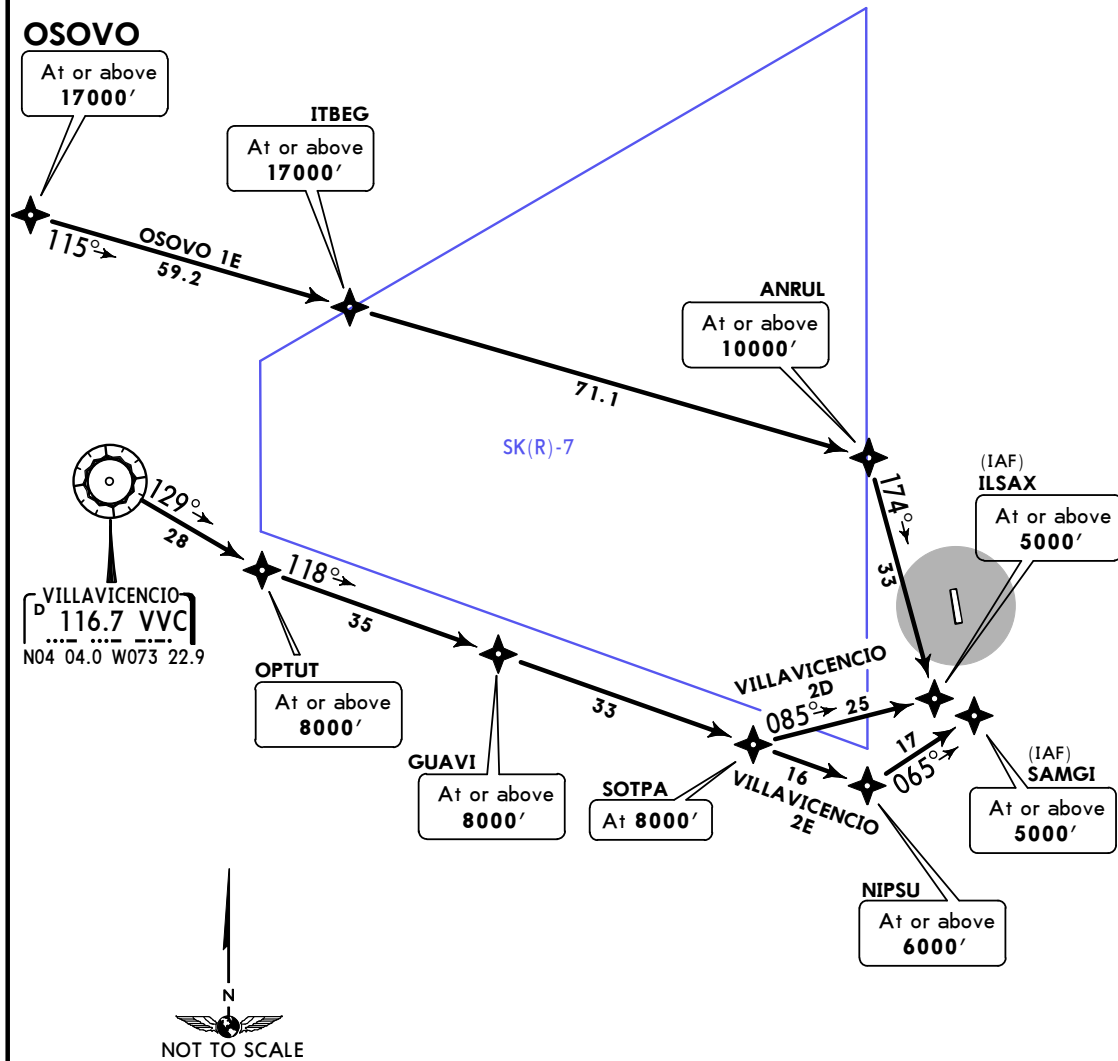 OSOVO
At or above
17000′
ITBEG
At or above
17000′
115°
OSOVO 1E
59.2
ANRUL
At or above
10000′
71.1
SK(R)-7
174°
33
(IAF)
ILSAX
At or above
5000′
129°
28
VILLAVICENCIO
D 116.7 VVC
N04 04.0 W073 22.9
118°
35
OPTUT
At or above
8000′
33
GUAVI
At or above
8000′
VILLAVICENCIO
2D
085°
25
SOTPA
At 8000′
16
VILLAVICENCIO
2E
17
065°
(IAF)
SAMGI
At or above
5000′
NIPSU
At or above
6000′
N
NOT TO SCALE